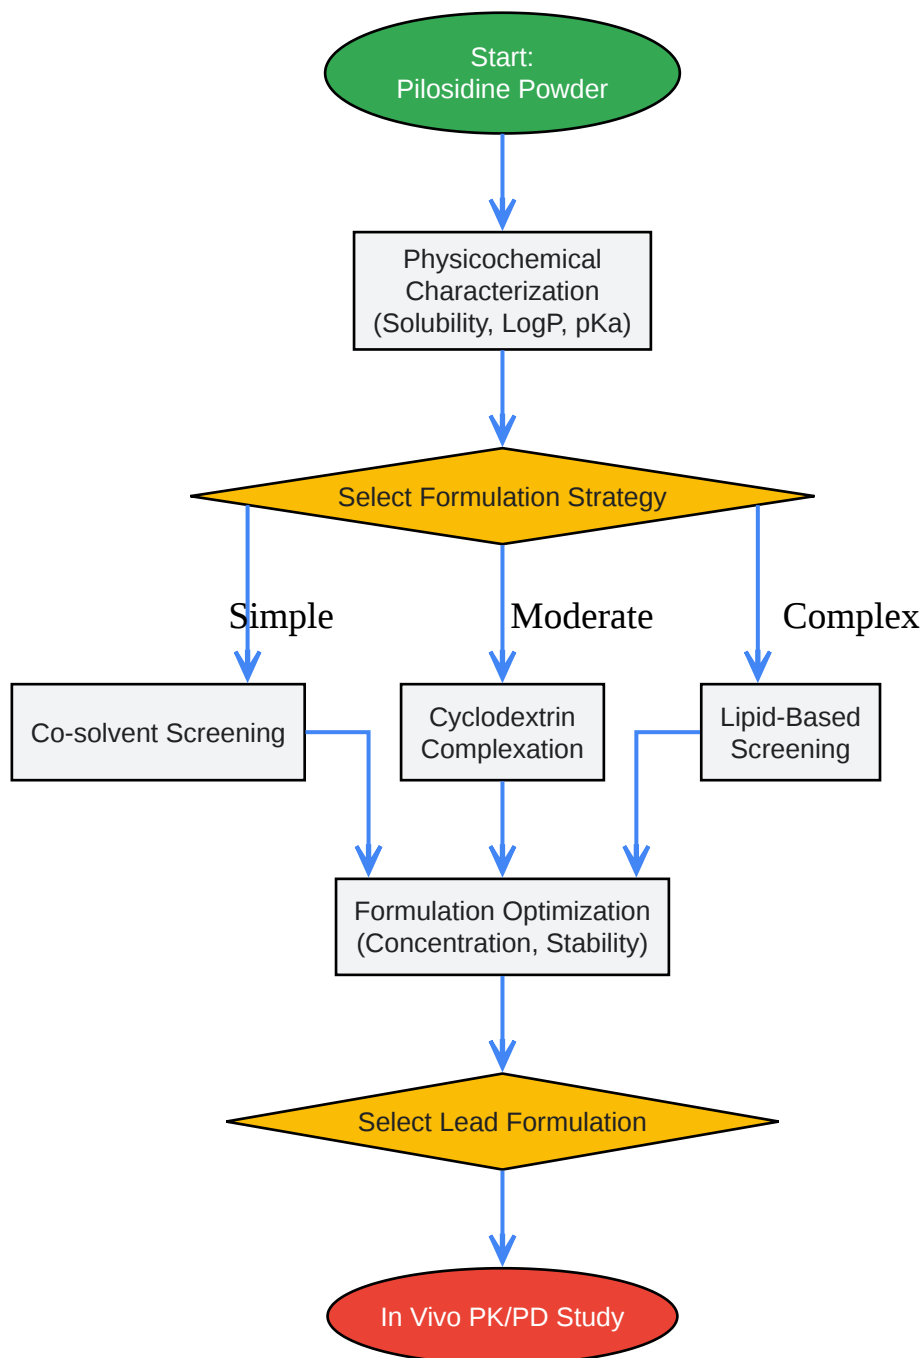 Start:
Pilosidine Powder
Physicochemical
Characterization
(Solubility, LogP, pKa)
Select Formulation Strategy
Simple
Moderate
Complex
Co-solvent Screening
Cyclodextrin
Complexation
Lipid-Based
Screening
Formulation Optimization
(Concentration, Stability)
Select Lead Formulation
In Vivo PK/PD Study